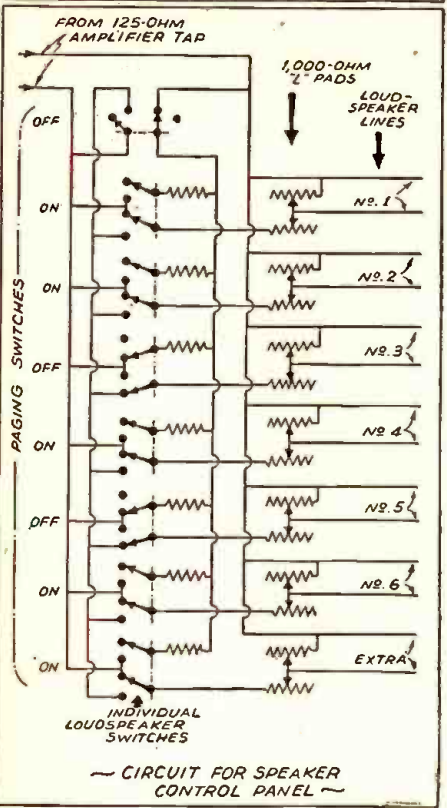 FROM 125-OHM
AMPLIFIER TAP
1,000-OHM
"L" PADS
LOUD-
SPEAKER
LINES
OFF
ON
Nº. 1
ON
Nº. 2
OFF
Nº. 3
ON
Nº. 4
OFF
Nº. 5
ON
Nº. 6
ON
EXTRA
PAGING SWITCHES
INDIVIDUAL
LOUDSPEAKER
SWITCHES
~ CIRCUIT FOR SPEAKER
CONTROL PANEL ~